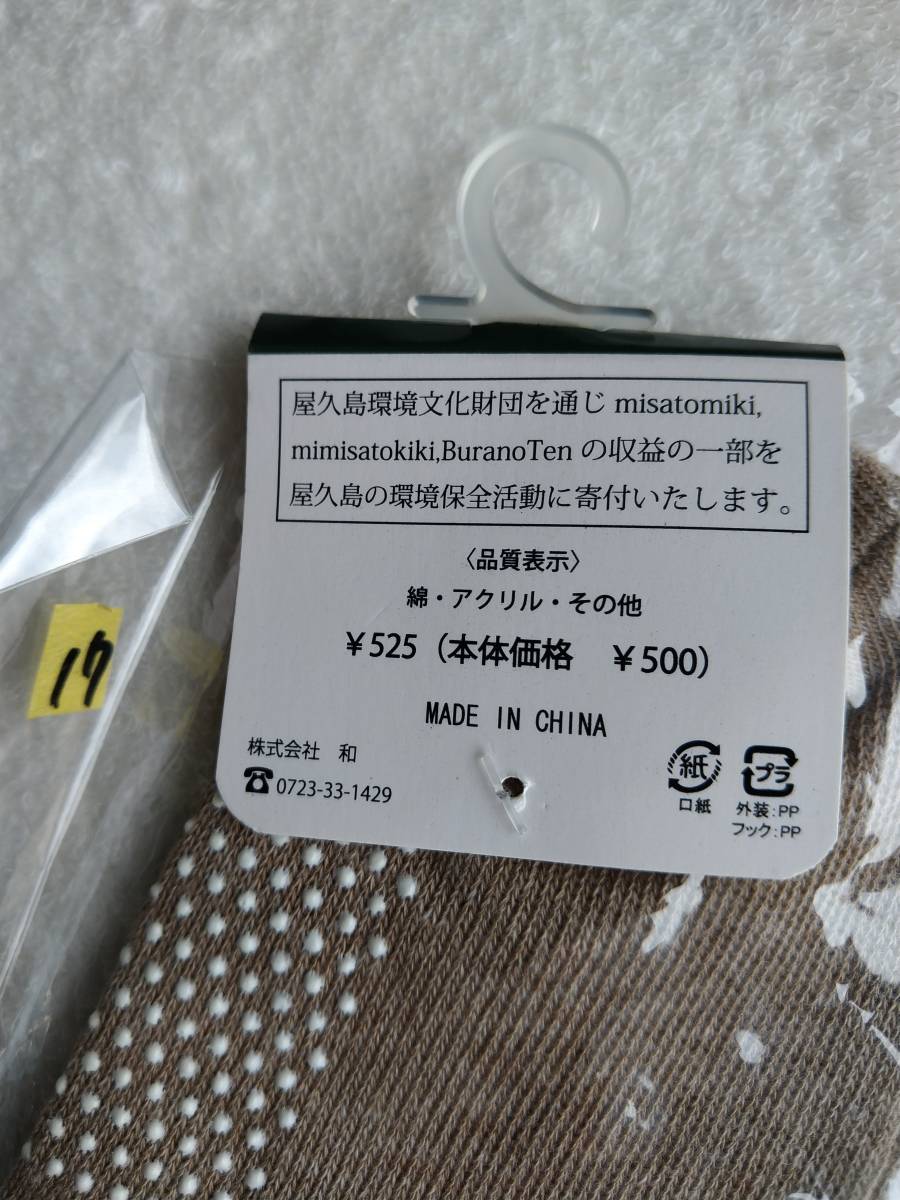 屋久島環境文化財団を通じ misatomiki,
mimisatokiki,BuranoTen の収益の一部を
屋久島の環境保全活動に寄付いたします。
〈品質表示〉
綿・アクリル・その他
￥525（本体価格　￥500）
MADE IN CHINA
株式会社　和
☎ 0723-33-1429
紙
口紙
プラ
外装：PP
フック：PP
17